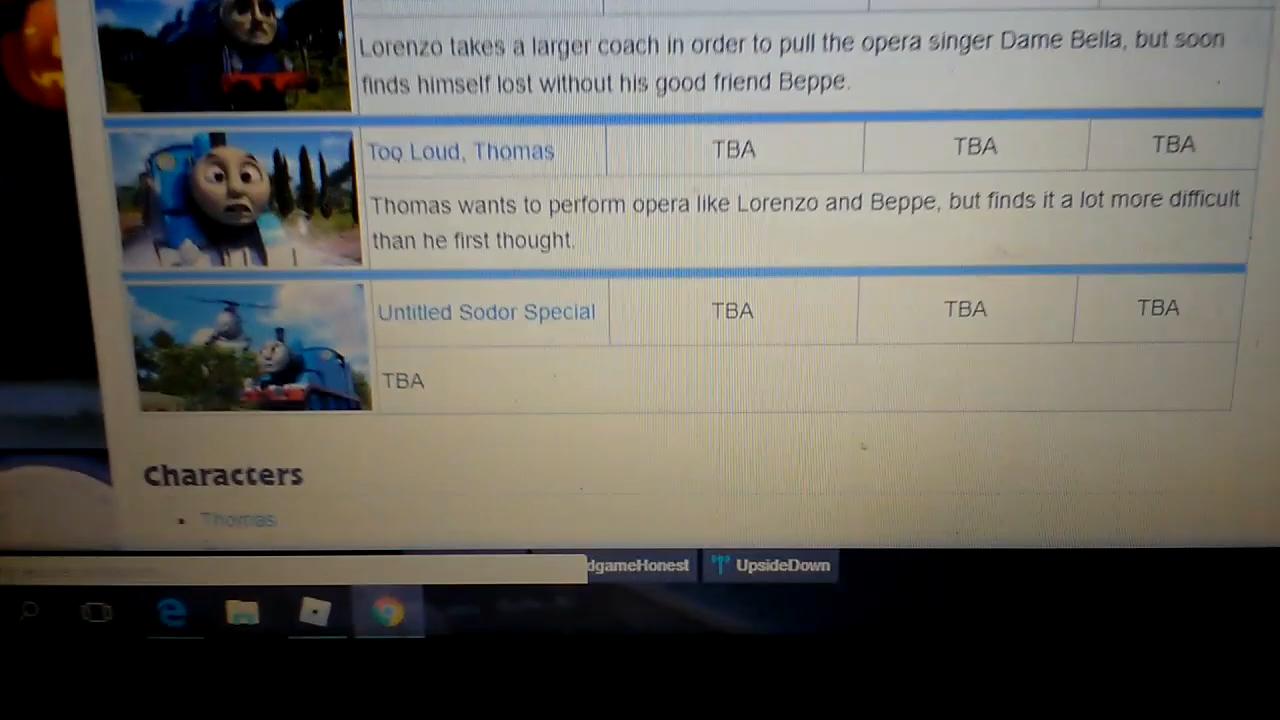 Lorenzo takes a larger coach in order to pull the opera singer Dame Bella, but soon
finds himself lost without his good friend Beppe.
Too Loud, Thomas TBA TBA TBA
Thomas wants to perform opera like Lorenzo and Beppe, but finds it a lot more difficult
than he first thought.
Untitled Sodor Special TBA TBA TBA
TBA
Characters
• Thomas
dgameHonest UpsideDown